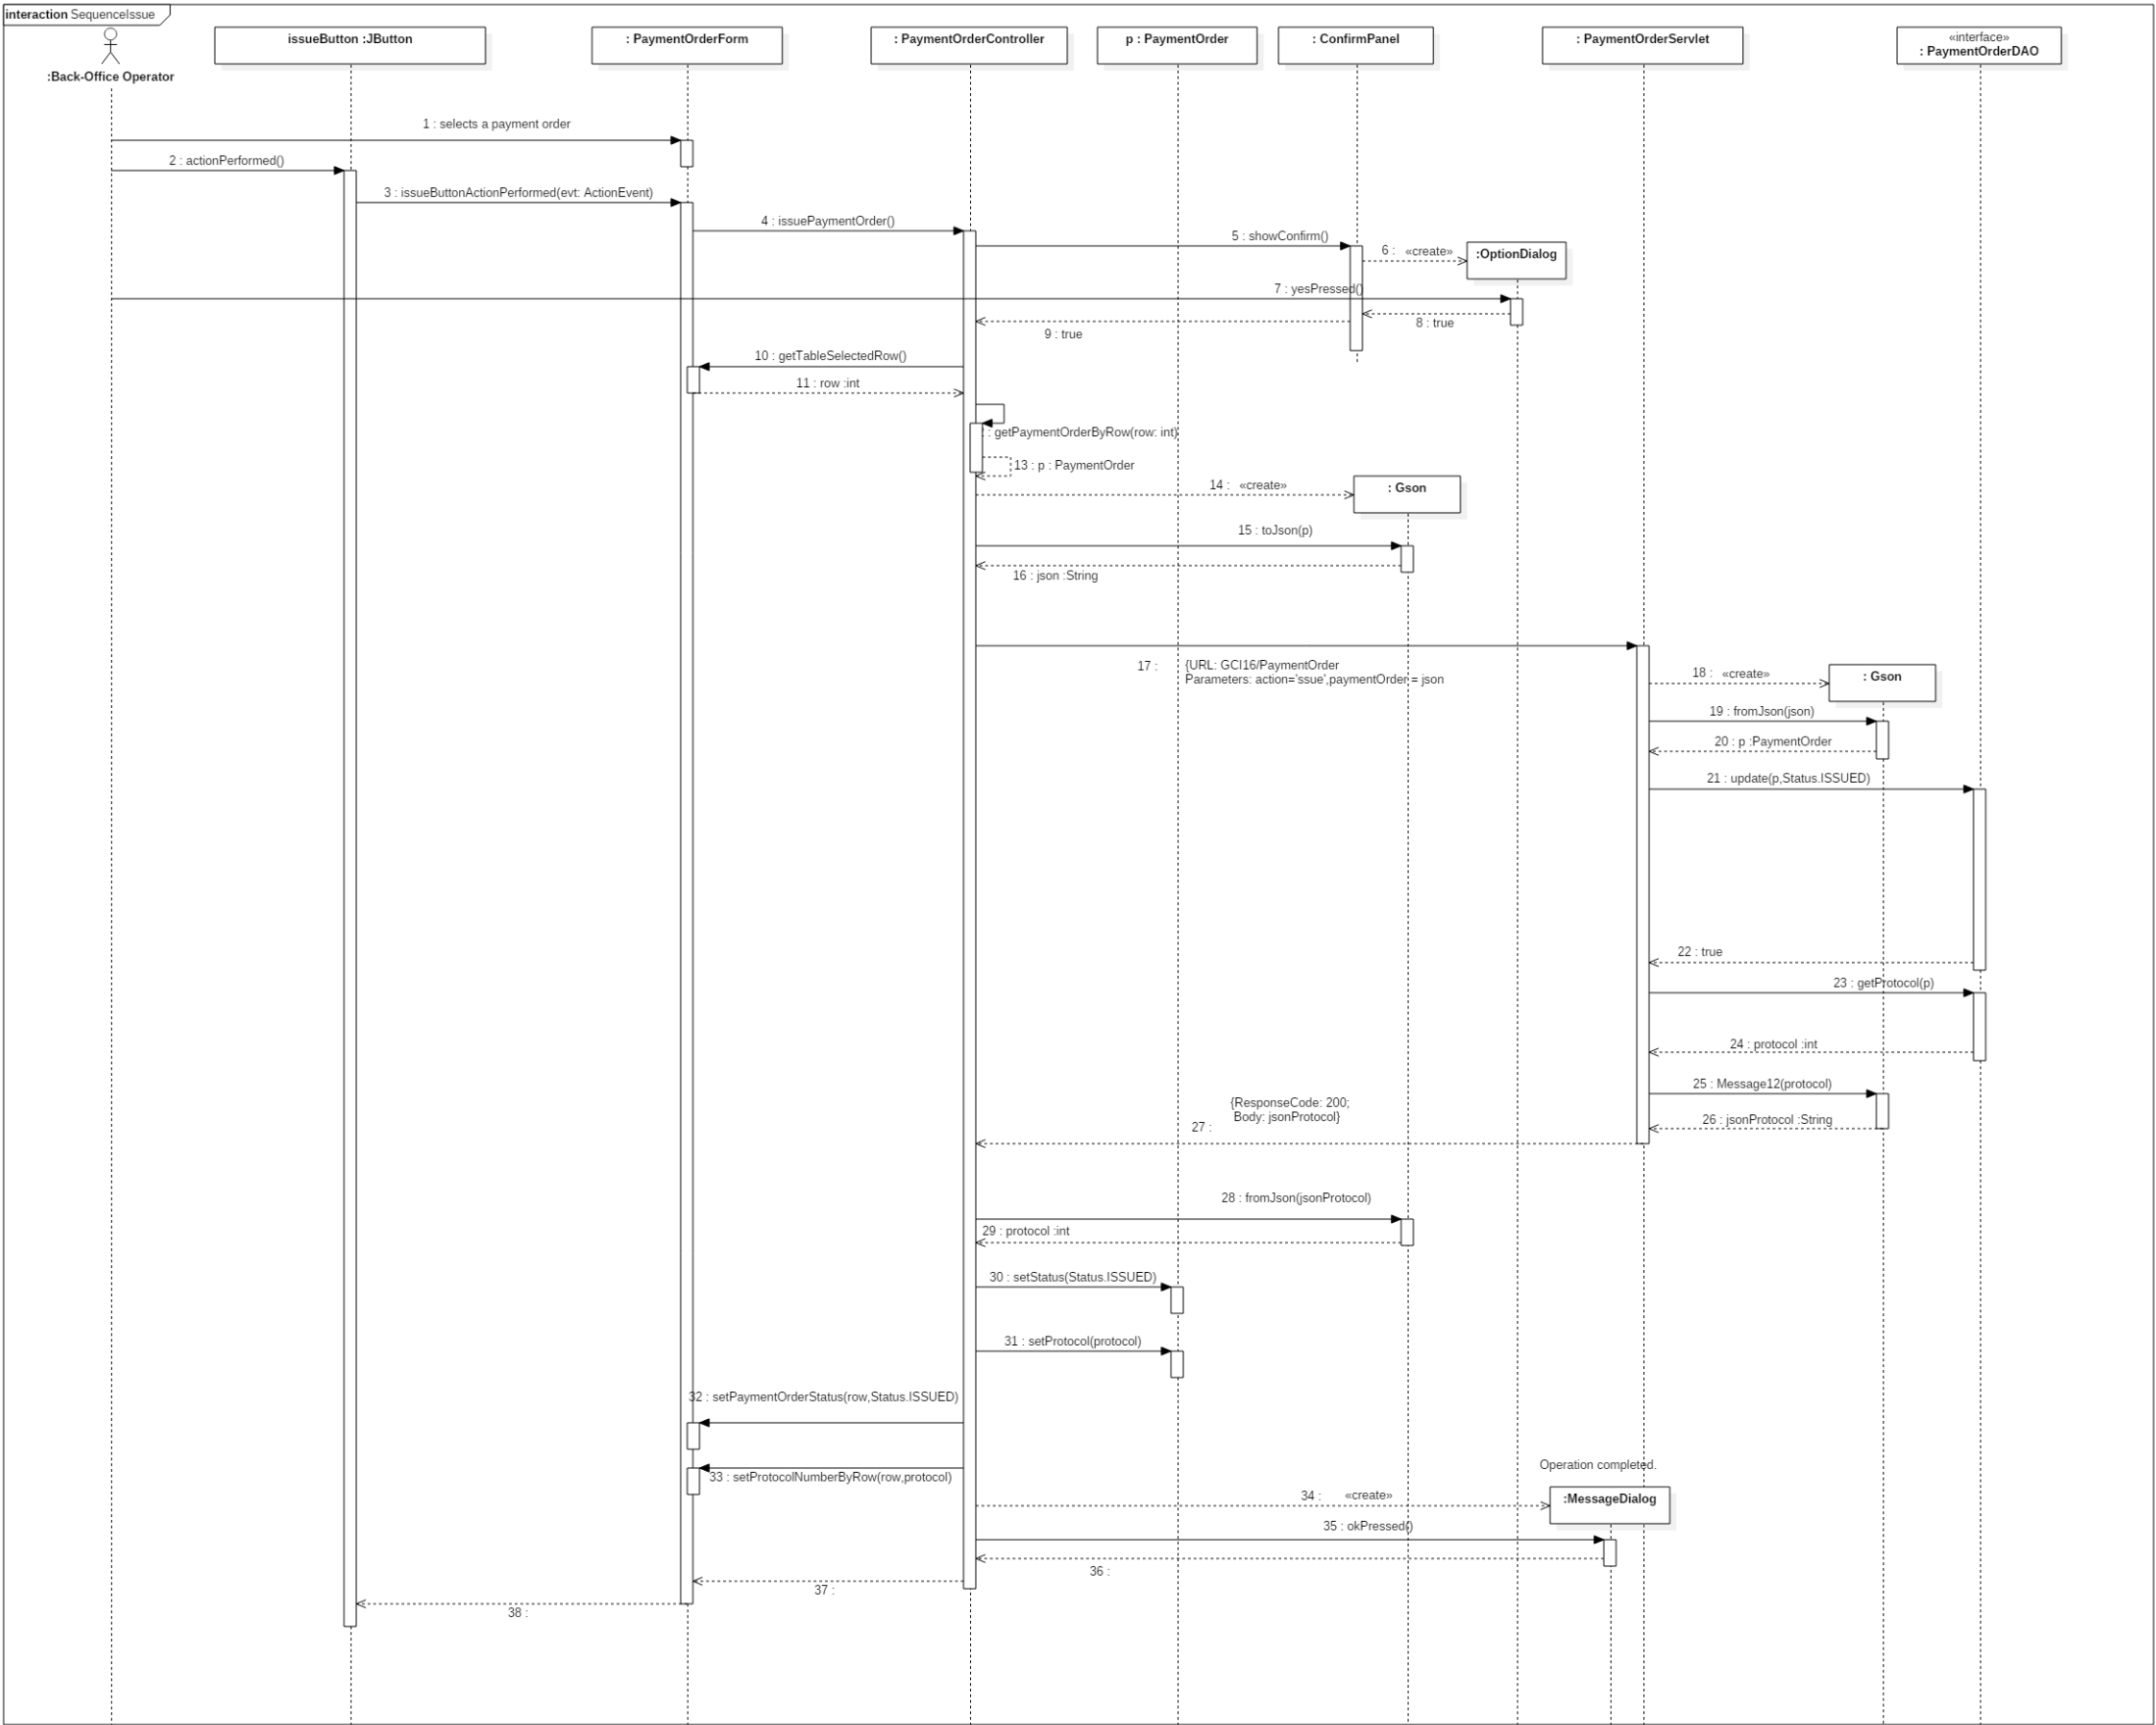 interaction SequenceIssue
:Back-Office Operator
issueButton :JButton
: PaymentOrderForm
: PaymentOrderController
p : PaymentOrder
: ConfirmPanel
: PaymentOrderServlet
«interface»
: PaymentOrderDAO
1 : selects a payment order
2 : actionPerformed()
3 : issueButtonActionPerformed(evt: ActionEvent)
4 : issuePaymentOrder()
5 : showConfirm()
6 : «create»
:OptionDialog
7 : yesPressed()
8 : true
9 : true
10 : getTableSelectedRow()
11 : row :int
: getPaymentOrderByRow(row: int)
13 : p : PaymentOrder
14 : «create»
: Gson
15 : toJson(p)
16 : json :String
17 :
{URL: GCI16/PaymentOrder
Parameters: action='ssue',paymentOrder = json
18 : «create»
: Gson
19 : fromJson(json)
20 : p :PaymentOrder
21 : update(p,Status.ISSUED)
22 : true
23 : getProtocol(p)
24 : protocol :int
25 : Message12(protocol)
26 : jsonProtocol :String
{ResponseCode: 200;
Body: jsonProtocol}
27 :
28 : fromJson(jsonProtocol)
29 : protocol :int
30 : setStatus(Status.ISSUED)
31 : setProtocol(protocol)
32 : setPaymentOrderStatus(row,Status.ISSUED)
33 : setProtocolNumberByRow(row,protocol)
Operation completed.
34 : «create»
:MessageDialog
35 : okPressed()
36 :
37 :
38 :